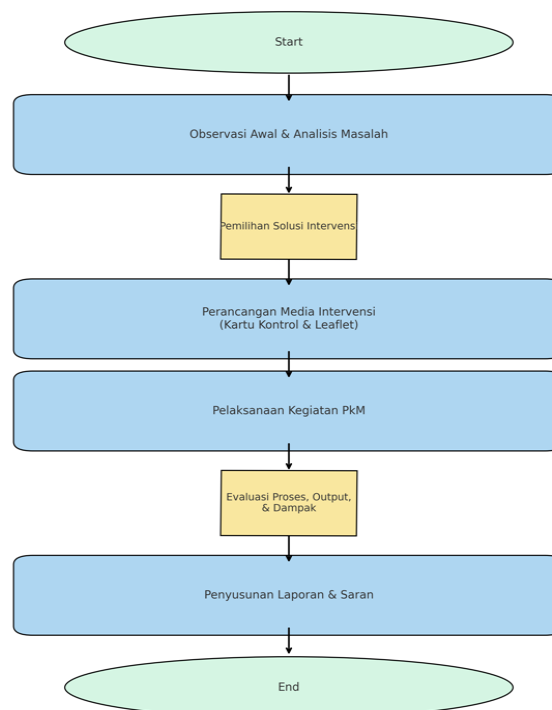 Start
Observasi Awal & Analisis Masalah
Pemilihan Solusi Intervens
Perancangan Media Intervensi
(Kartu Kontrol & Leaflet)
Pelaksanaan Kegiatan PkM
Evaluasi Proses, Output,
& Dampak
Penyusunan Laporan & Saran
End